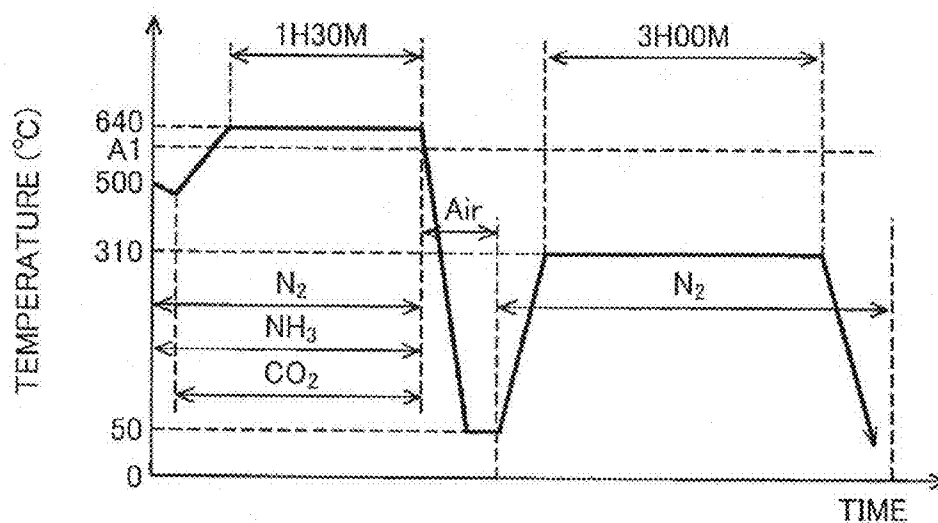 1H30M
3H00M
640
A1
500
Air
310
N₂
N₂
NH₃
CO₂
50
0
TEMPERATURE (°C)
TIME